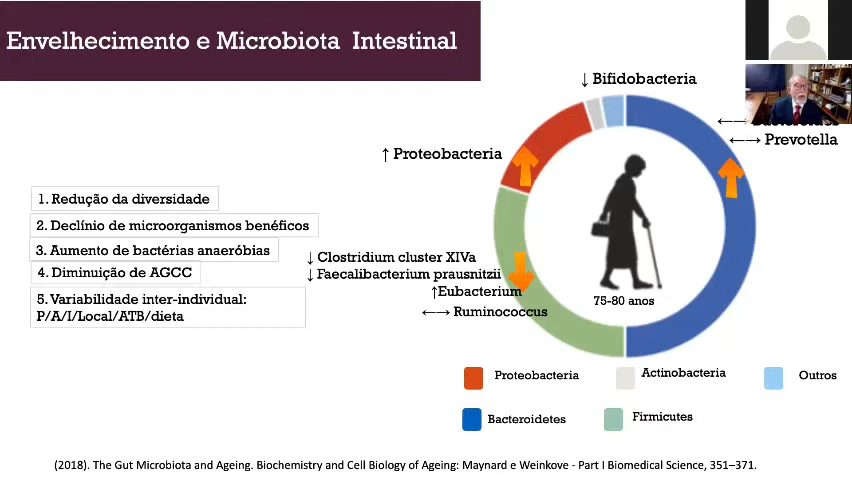 Envelhecimento e Microbiota Intestinal
↓ Bifidobacteria
←→ Prevotella
↑ Proteobacteria
1. Redução da diversidade
2. Declínio de microorganismos benéficos
3. Aumento de bactérias anaeróbias
4. Diminuição de AGCC
5. Variabilidade inter-individual:
P/A/I/Local/ATB/dieta
↓ Clostridium cluster XIVa
↓ Faecalibacterium prausnitzii
↑Eubacterium
←→ Ruminococcus
75-80 anos
Proteobacteria
Actinobacteria
Outros
Bacteroidetes
Firmicutes
(2018). The Gut Microbiota and Ageing. Biochemistry and Cell Biology of Ageing: Maynard e Weinkove - Part I Biomedical Science, 351–371.